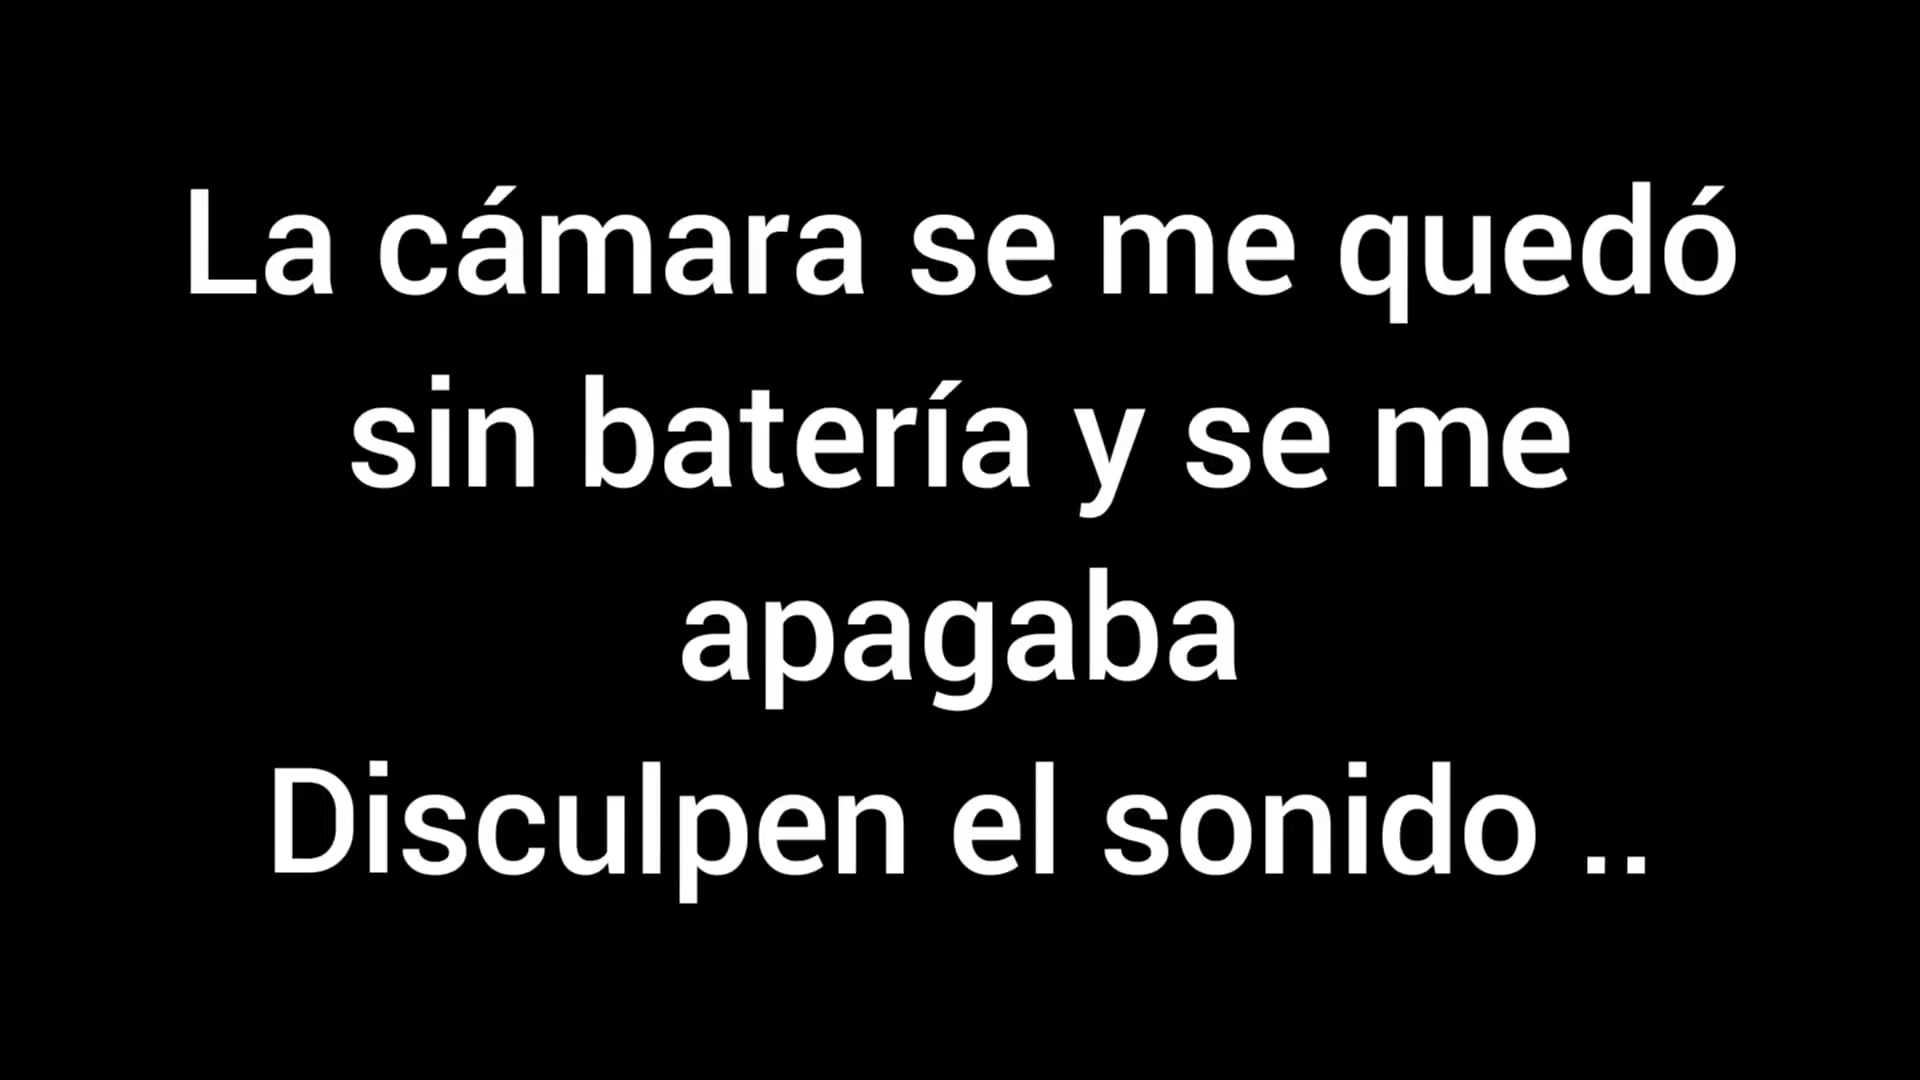 La cámara se me quedó
sin batería y se me
apagaba
Disculpen el sonido ..